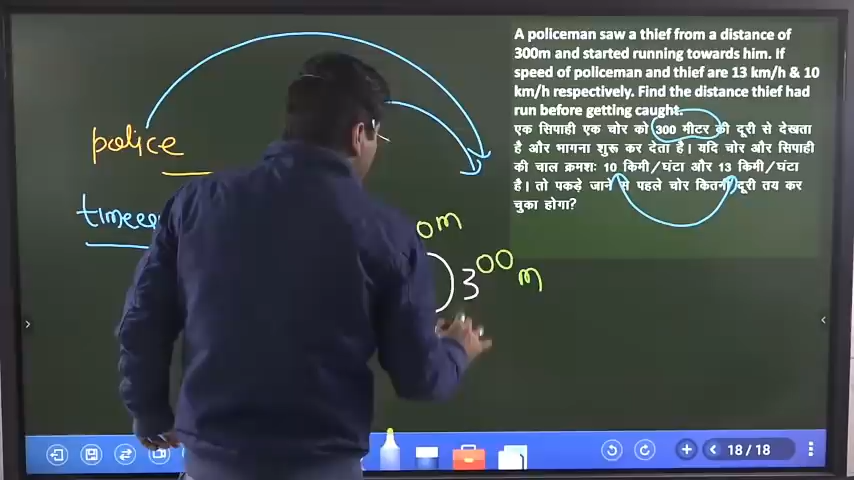 A policeman saw a thief from a distance of
300m and started running towards him. If
speed of policeman and thief are 13 km/h & 10
km/h respectively. Find the distance thief had
run before getting caught.
एक सिपाही एक चोर को 300 मीटर की दूरी से देखता
है और भागना शुरू कर देता है। यदि चोर और सिपाही
की चाल क्रमशः 10 किमी/घंटा और 13 किमी/घंटा
है। तो पकड़े जाने से पहले चोर कितनी दूरी तय कर
चुका होगा?
police
0m
300 m
18 / 18